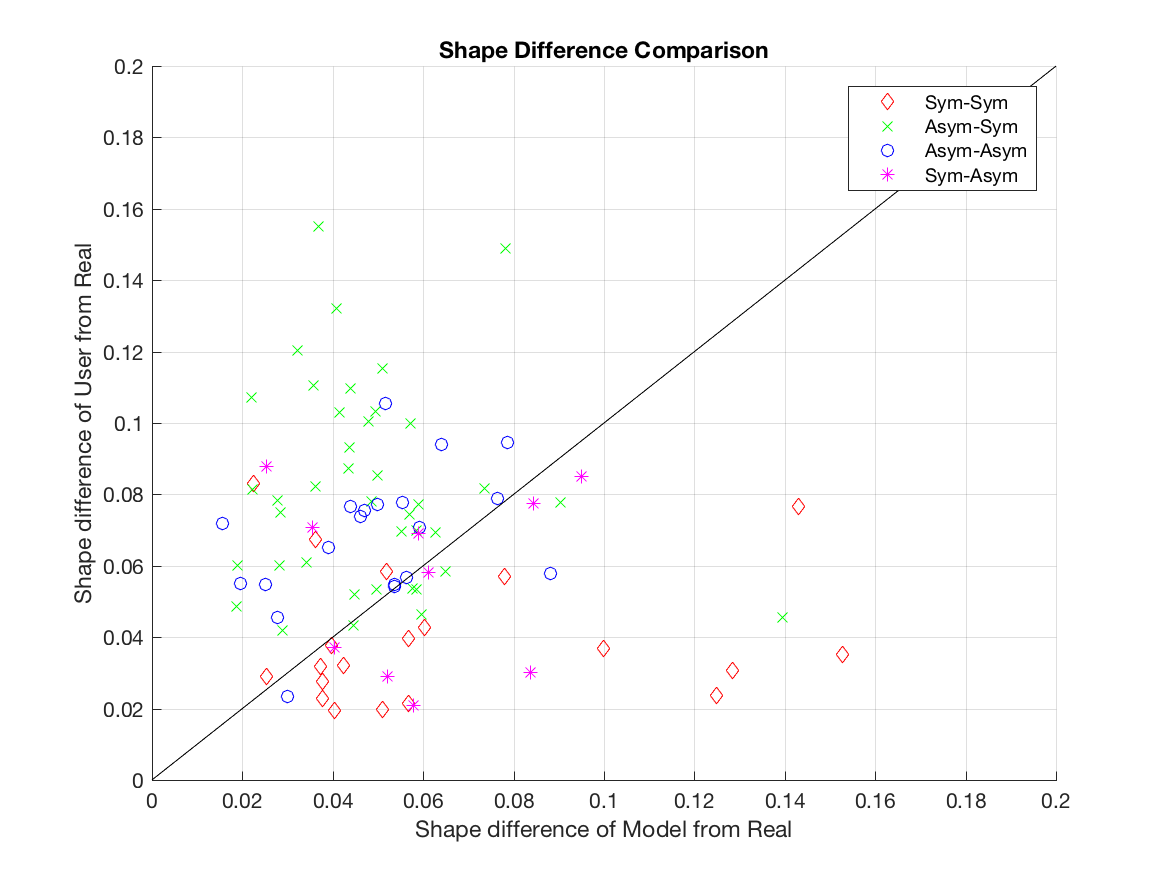 Shape Difference Comparison
0.2
0.18
0.16
0.14
0.12
0.1
0.08
0.06
0.04
0.02
0
Shape difference of User from Real
Sym-Sym
Asym-Sym
Asym-Asym
Sym-Asym
0 0.02 0.04 0.06 0.08 0.1 0.12 0.14 0.16 0.18 0.2
Shape difference of Model from Real